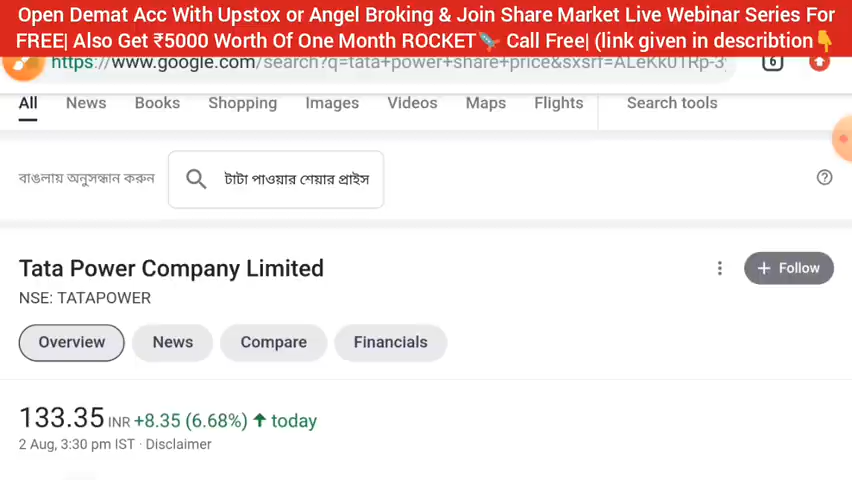 Open Demat Acc With Upstox or Angel Broking & Join Share Market Live Webinar Series For
FREE| Also Get ₹5000 Worth Of One Month ROCKET🚀 Call Free| (link given in describtion👇
https://www.google.com/search?q=tata+power+share+price&sxsrf=ALeKk01Rp-3
6
All News Books Shopping Images Videos Maps Flights Search tools
বাঙলায় অনুসন্ধান করুন টাটা পাওয়ার শেয়ার প্রাইস
Tata Power Company Limited
+ Follow
NSE: TATAPOWER
Overview News Compare Financials
133.35 INR +8.35 (6.68%) ↑ today
2 Aug, 3:30 pm IST · Disclaimer